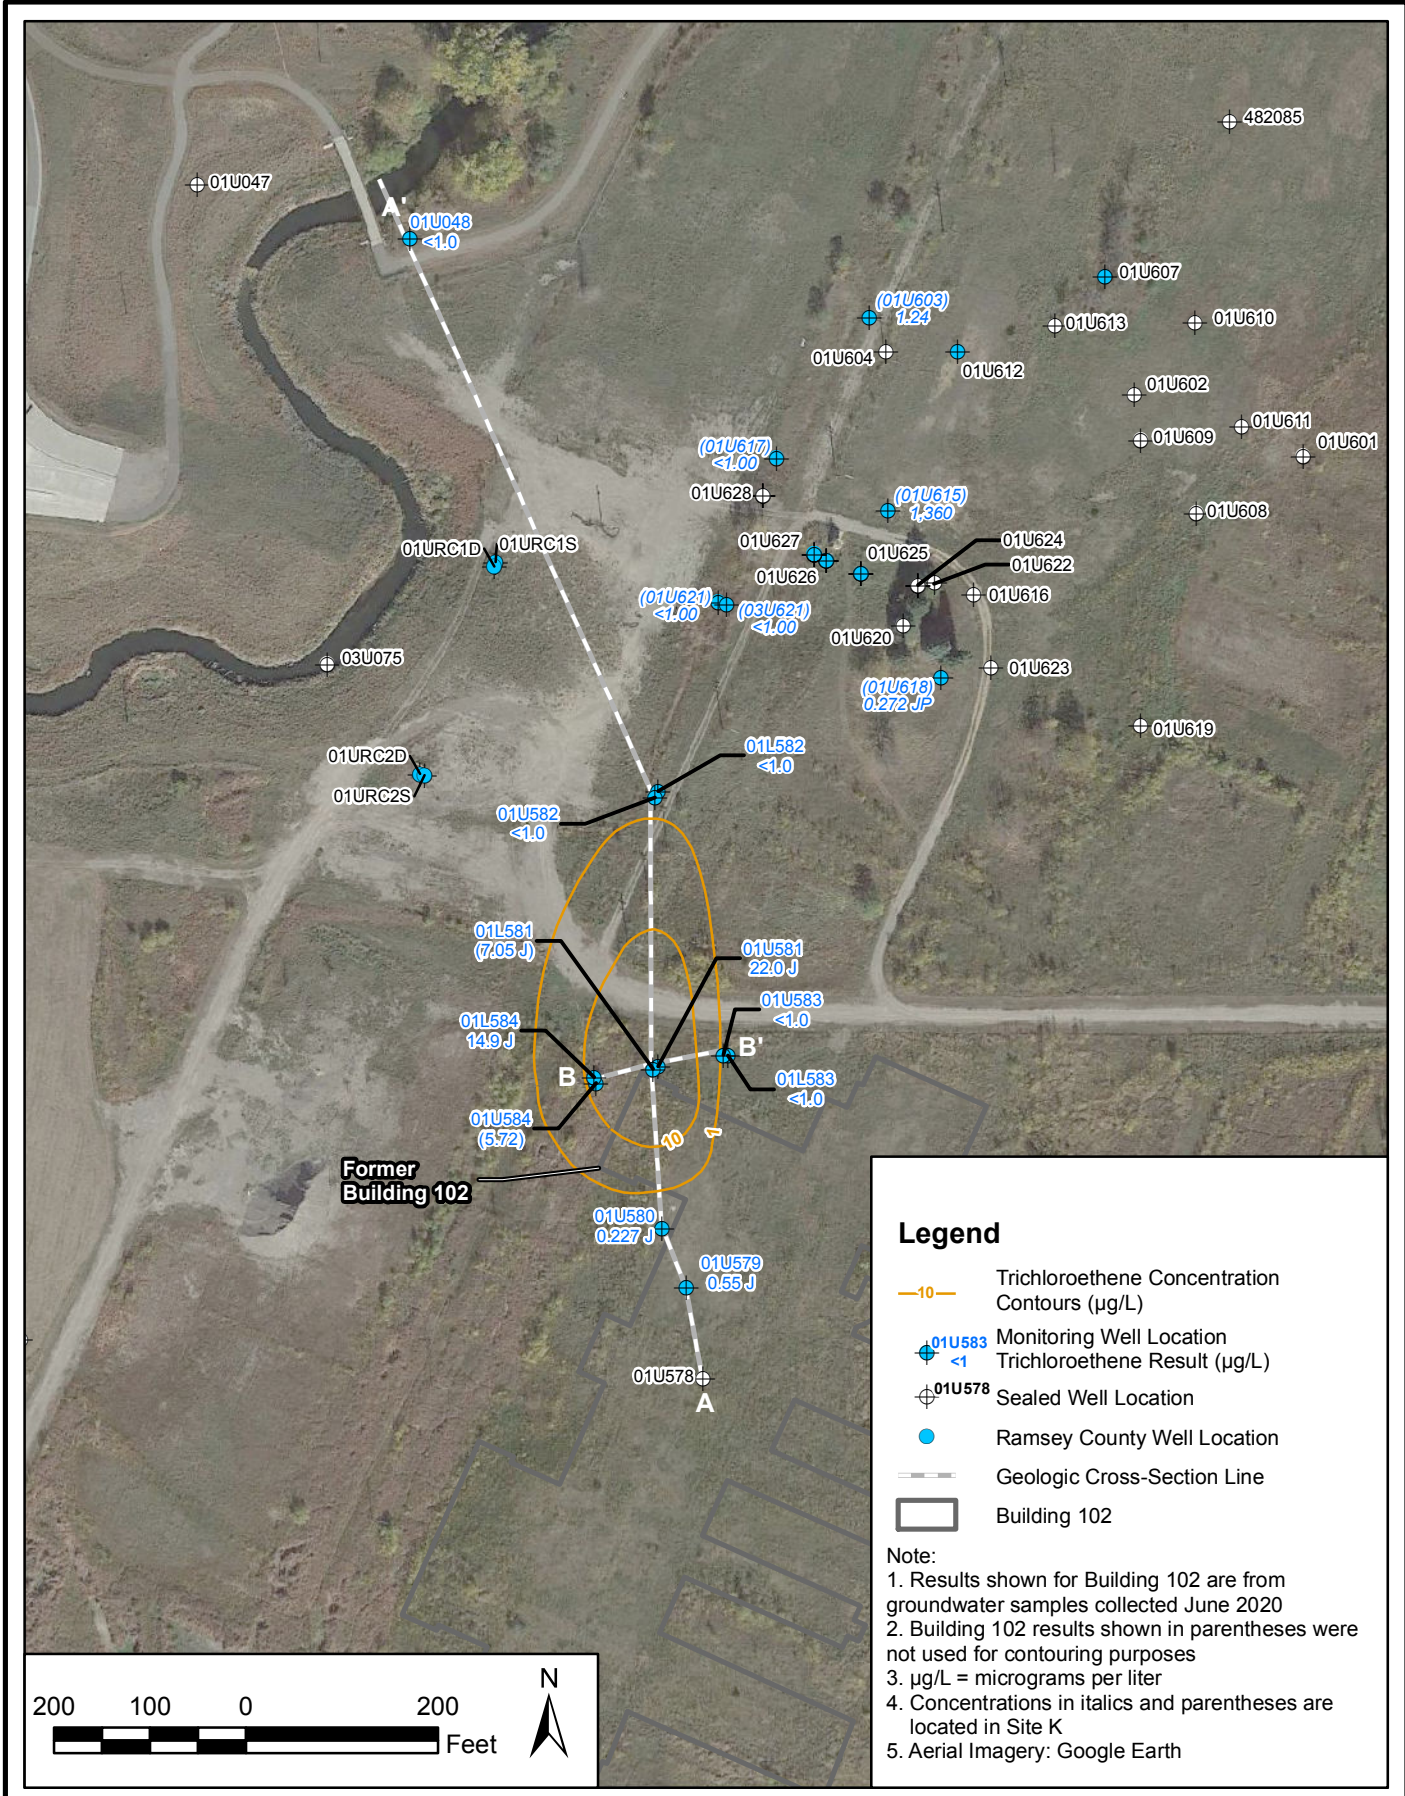 482085
01U047
A'
01U048
<1.0
01U607
(01U603)
1.24
01U613
01U610
01U604
01U612
01U602
01U611
01U609
01U601
(01U617)
<1.00
01U628
(01U615)
1,360
01U608
01URC1D
01URC1S
01U627
01U626
01U625
01U624
01U622
01U616
(01U621)
<1.00
(03U621)
<1.00
01U620
03U075
01U623
(01U618)
0.272 JP
01U619
01URC2D
01URC2S
01L582
<1.0
01U582
<1.0
01L581
(7.05 J)
01U581
22.0 J
01U583
<1.0
01L584
14.9 J
B
B'
01L583
<1.0
01U584
(5.72)
10
1
Former
Building 102
01U580
0.227 J
01U579
0.55 J
01U578
A
Legend
10
Trichloroethene Concentration
Contours (µg/L)
01U583
<1
Monitoring Well Location
Trichloroethene Result (µg/L)
01U578
Sealed Well Location
Ramsey County Well Location
Geologic Cross-Section Line
Building 102
Note:
1. Results shown for Building 102 are from
groundwater samples collected June 2020
2. Building 102 results shown in parentheses were
not used for contouring purposes
3. µg/L = micrograms per liter
4. Concentrations in italics and parentheses are
located in Site K
5. Aerial Imagery: Google Earth
200 100 0 200
Feet
N